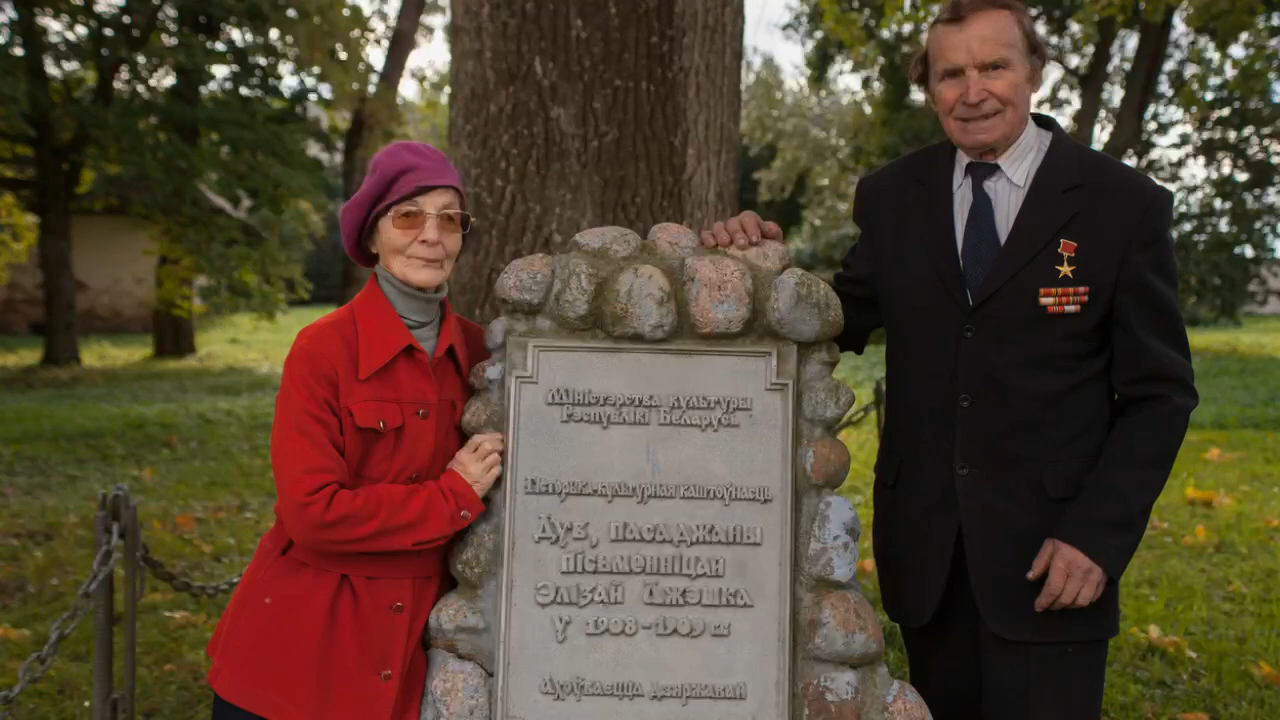 Міністэрства культуры
Рэспублікі Беларусь
Гісторыка-культурная каштоўнасць
Дуб, пасаджаны
пісьменніцай
Элізай Ажэшка
ў 1908-1909 гг.
Ахоўваецца дзяржавай